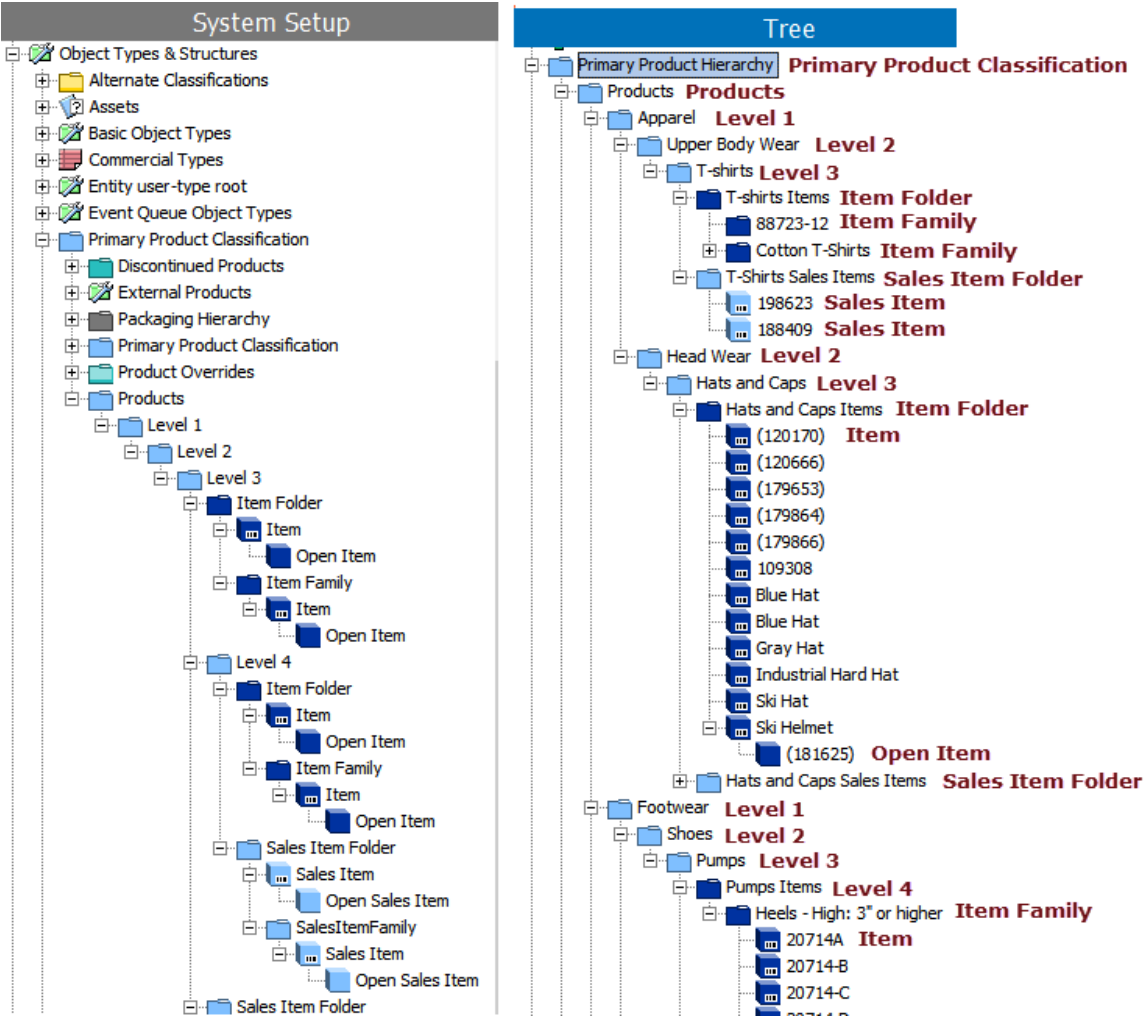 System Setup
Object Types & Structures
Alternate Classifications
Assets
Basic Object Types
Commercial Types
Entity user-type root
Event Queue Object Types
Primary Product Classification
Discontinued Products
External Products
Packaging Hierarchy
Primary Product Classification
Product Overrides
Products
Level 1
Level 2
Level 3
Item Folder
Item
Open Item
Item Family
Item
Open Item
Level 4
Item Folder
Item
Open Item
Item Family
Item
Open Item
Sales Item Folder
Sales Item
Open Sales Item
SalesItemFamily
Sales Item
Open Sales Item
Sales Item Folder
Tree
Primary Product Hierarchy Primary Product Classification
Products Products
Apparel Level 1
Upper Body Wear Level 2
T-shirts Level 3
T-shirts Items Item Folder
88723-12 Item Family
Cotton T-Shirts Item Family
T-Shirts Sales Items Sales Item Folder
198623 Sales Item
188409 Sales Item
Head Wear Level 2
Hats and Caps Level 3
Hats and Caps Items Item Folder
(120170) Item
(120666)
(179653)
(179864)
(179866)
109308
Blue Hat
Blue Hat
Gray Hat
Industrial Hard Hat
Ski Hat
Ski Helmet
(181625) Open Item
Hats and Caps Sales Items Sales Item Folder
Footwear Level 1
Shoes Level 2
Pumps Level 3
Pumps Items Level 4
Heels - High: 3" or higher Item Family
20714A Item
20714-B
20714-C